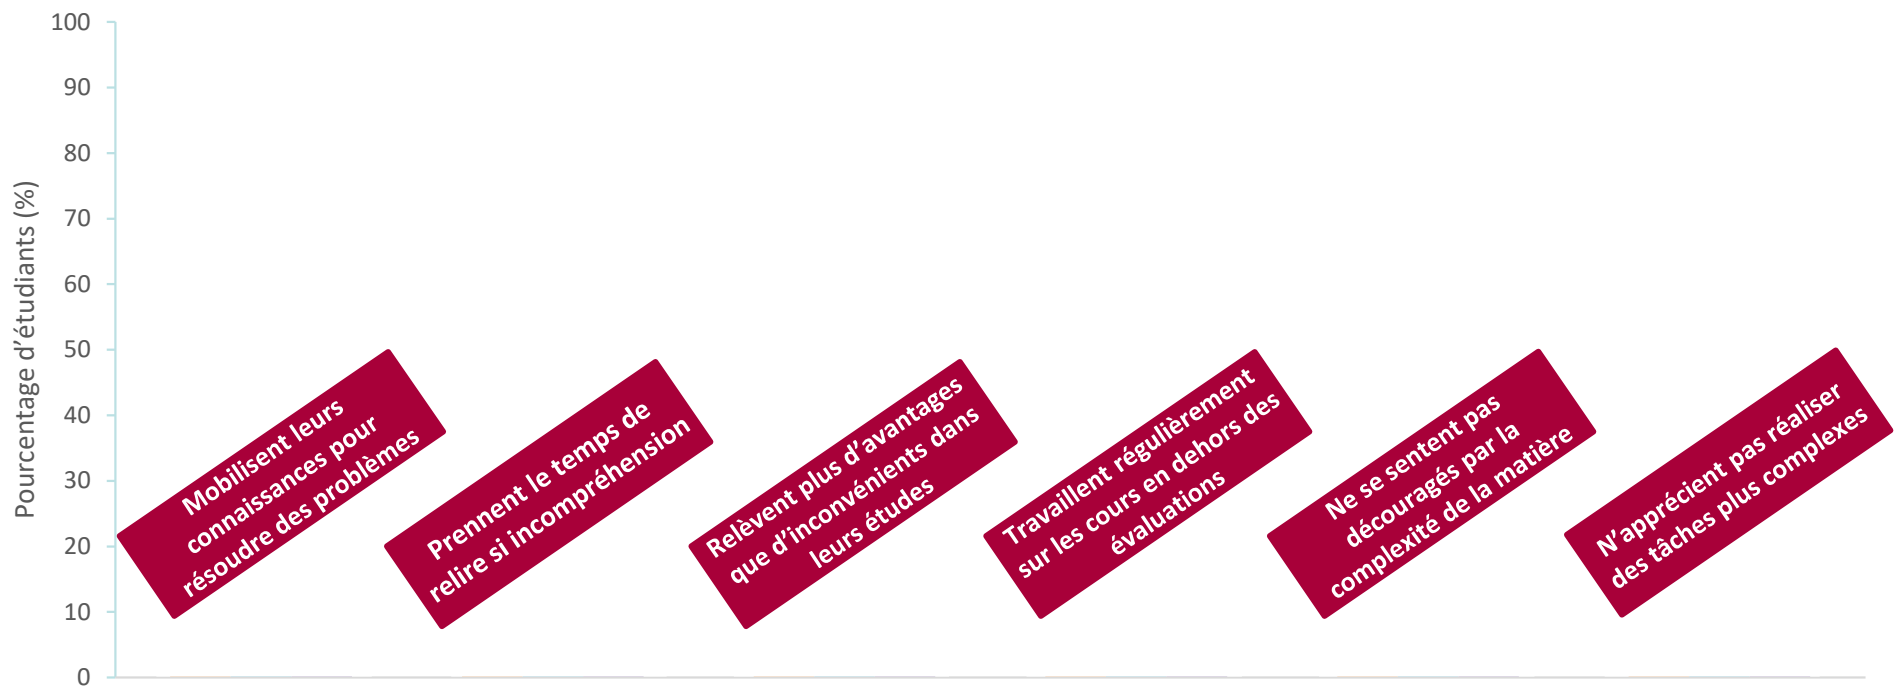 Pourcentage d'étudiants (%)
100
90
80
70
60
50
40
30
20
10
0
Mobilisent leurs
connaissances pour
résoudre des problèmes
Prennent le temps de
relire si incompréhension
Relèvent plus d'avantages
que d'inconvénients dans
leurs études
Travaillent régulièrement
sur les cours en dehors des
évaluations
Ne se sentent pas
découragés par la
complexité de la matière
N'apprécient pas réaliser
des tâches plus complexes